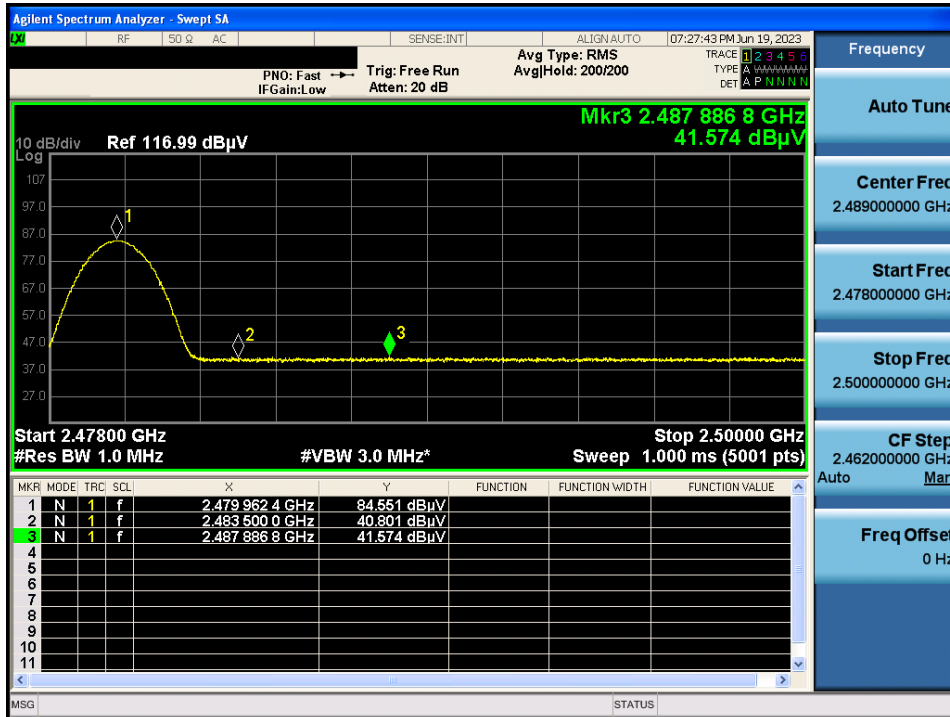 Agilent Spectrum Analyzer - Swept SA
LXI RF 50 Ω AC SENSE:INT ALIGN AUTO 07:27:43 PM Jun 19, 2023
PNO: Fast
IFGain:Low
Trig: Free Run
Atten: 20 dB
Avg Type: RMS
Avg|Hold: 200/200
TRACE 1 2 3 4 5 6
TYPE A WWWWW
DET A P N N N N
Mkr3 2.487 886 8 GHz
41.574 dBµV
10 dB/div Ref 116.99 dBµV
Log
107
97.0
87.0
77.0
67.0
57.0
47.0
37.0
27.0
1
2
3
Start 2.47800 GHz Stop 2.50000 GHz
#Res BW 1.0 MHz #VBW 3.0 MHz* Sweep 1.000 ms (5001 pts)
MKR MODE TRC SCL X Y FUNCTION FUNCTION WIDTH FUNCTION VALUE
1 N 1 f 2.479 962 4 GHz 84.551 dBµV
2 N 1 f 2.483 500 0 GHz 40.801 dBµV
3 N 1 f 2.487 886 8 GHz 41.574 dBµV
4
5
6
7
8
9
10
11
MSG STATUS
Frequency
Auto Tune
Center Freq
2.489000000 GHz
Start Freq
2.478000000 GHz
Stop Freq
2.500000000 GHz
CF Step
2.462000000 GHz
Auto Man
Freq Offset
0 Hz